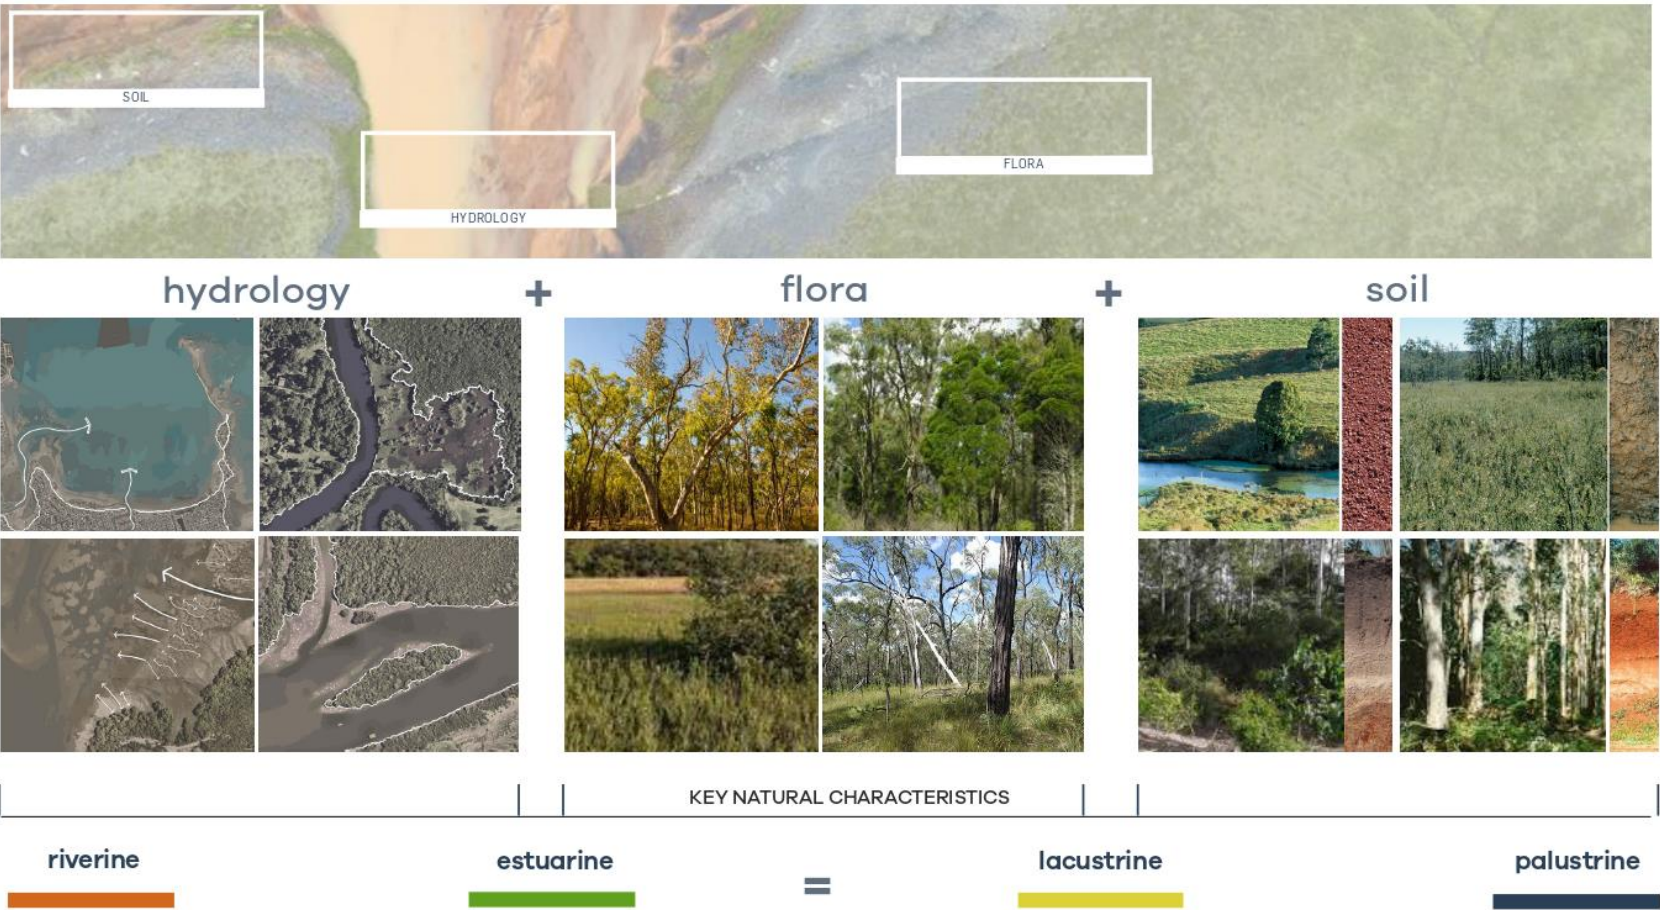 SOIL
FLORA
HYDROLOGY
hydrology + flora + soil
KEY NATURAL CHARACTERISTICS
riverine estuarine = lacustrine palustrine